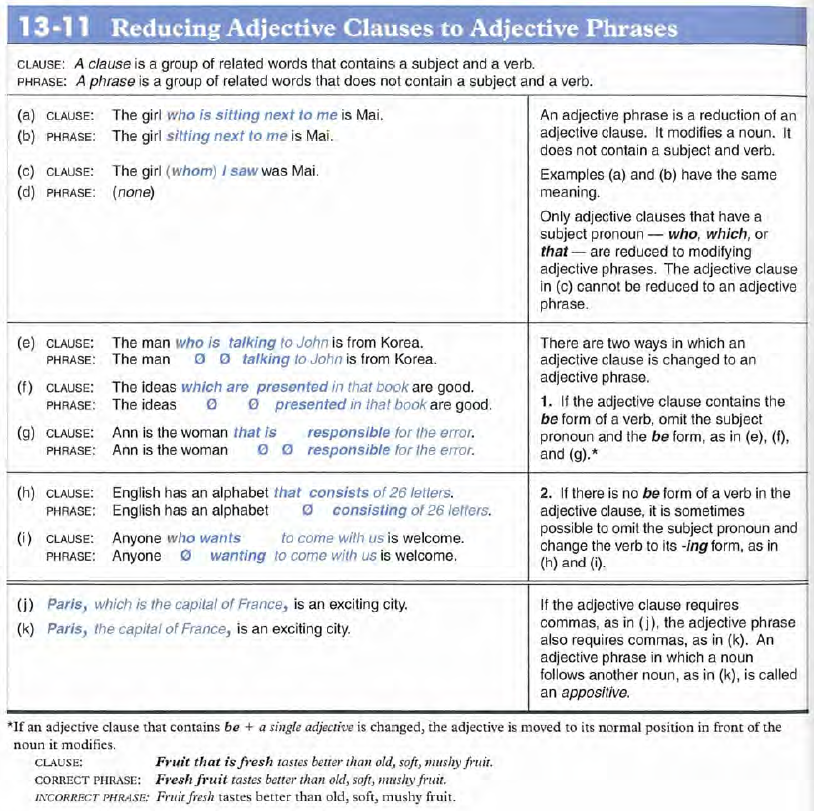 13-11 Reducing Adjective Clauses to Adjective Phrases
CLAUSE: A clause is a group of related words that contains a subject and a verb.
PHRASE: A phrase is a group of related words that does not contain a subject and a verb.
(a) CLAUSE: The girl who is sitting next to me is Mai.
(b) PHRASE: The girl sitting next to me is Mai.
(c) CLAUSE: The girl (whom) I saw was Mai.
(d) PHRASE: (none)
An adjective phrase is a reduction of an
adjective clause. It modifies a noun. It
does not contain a subject and verb.
Examples (a) and (b) have the same
meaning.
Only adjective clauses that have a
subject pronoun — who, which, or
that — are reduced to modifying
adjective phrases. The adjective clause
in (c) cannot be reduced to an adjective
phrase.
(e) CLAUSE: The man who is talking to John is from Korea.
PHRASE: The man Ø Ø talking to John is from Korea.
(f) CLAUSE: The ideas which are presented in that book are good.
PHRASE: The ideas Ø Ø presented in that book are good.
(g) CLAUSE: Ann is the woman that is responsible for the error.
PHRASE: Ann is the woman Ø Ø responsible for the error.
There are two ways in which an
adjective clause is changed to an
adjective phrase.
1. If the adjective clause contains the
be form of a verb, omit the subject
pronoun and the be form, as in (e), (f),
and (g).*
(h) CLAUSE: English has an alphabet that consists of 26 letters.
PHRASE: English has an alphabet Ø consisting of 26 letters.
(i) CLAUSE: Anyone who wants to come with us is welcome.
PHRASE: Anyone Ø wanting to come with us is welcome.
2. If there is no be form of a verb in the
adjective clause, it is sometimes
possible to omit the subject pronoun and
change the verb to its -ing form, as in
(h) and (i).
(j) Paris, which is the capital of France, is an exciting city.
(k) Paris, the capital of France, is an exciting city.
If the adjective clause requires
commas, as in (j), the adjective phrase
also requires commas, as in (k). An
adjective phrase in which a noun
follows another noun, as in (k), is called
an appositive.
*If an adjective clause that contains be + a single adjective is changed, the adjective is moved to its normal position in front of the
noun it modifies.
CLAUSE: Fruit that is fresh tastes better than old, soft, mushy fruit.
CORRECT PHRASE: Fresh fruit tastes better than old, soft, mushy fruit.
INCORRECT PHRASE: Fruit fresh tastes better than old, soft, mushy fruit.